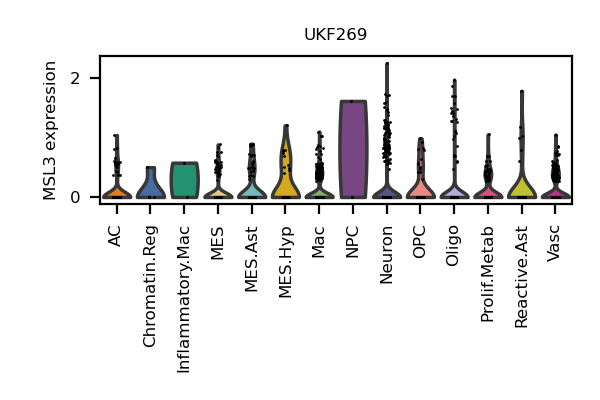 UKF269
MSL3 expression
2
0
AC
Chromatin.Reg
Inflammatory.Mac
MES
MES.Ast
MES.Hyp
Mac
NPC
Neuron
OPC
Oligo
Prolif.Metab
Reactive.Ast
Vasc